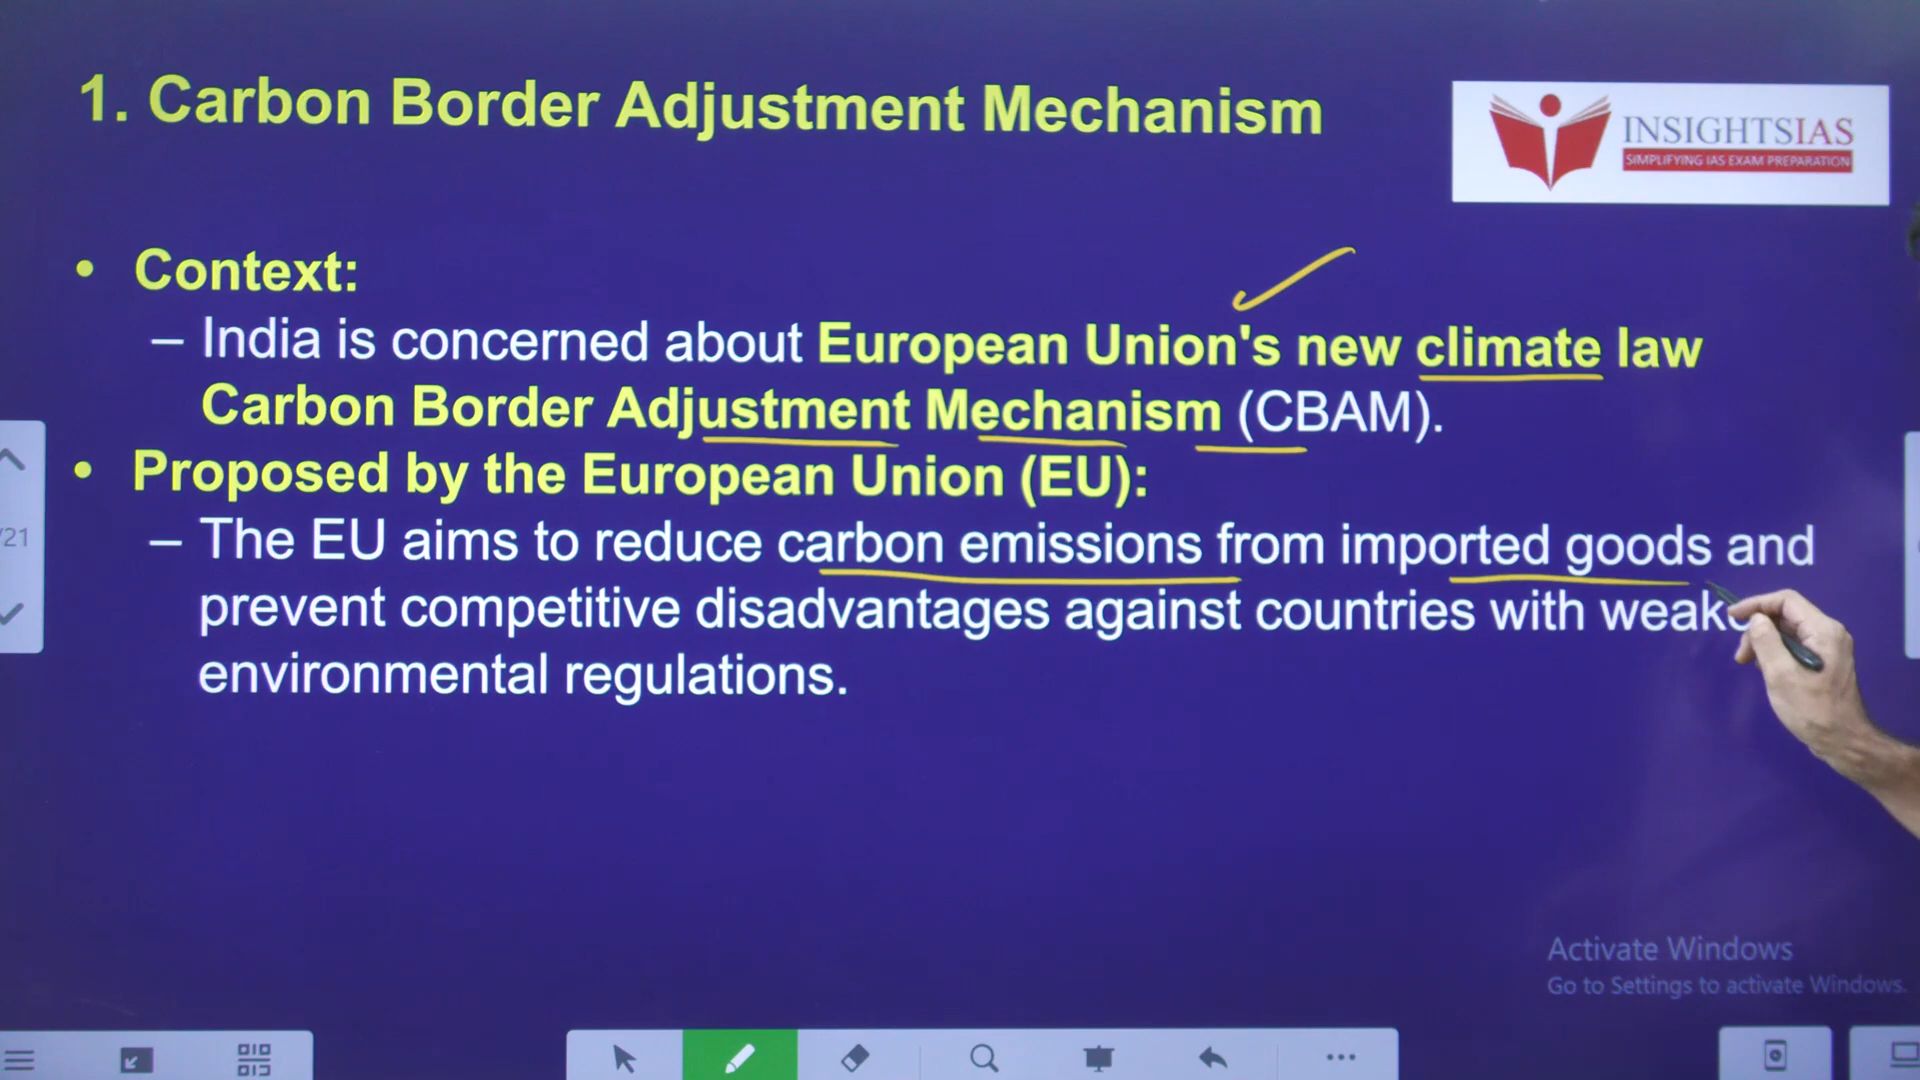 1. Carbon Border Adjustment Mechanism
INSIGHTSIAS
SIMPLIFYING IAS EXAM PREPARATION
• Context:
– India is concerned about European Union's new climate law
Carbon Border Adjustment Mechanism (CBAM).
• Proposed by the European Union (EU):
/21
– The EU aims to reduce carbon emissions from imported goods and
prevent competitive disadvantages against countries with
environmental regulations.
Activate Windows
Go to Settings to activate Windows.